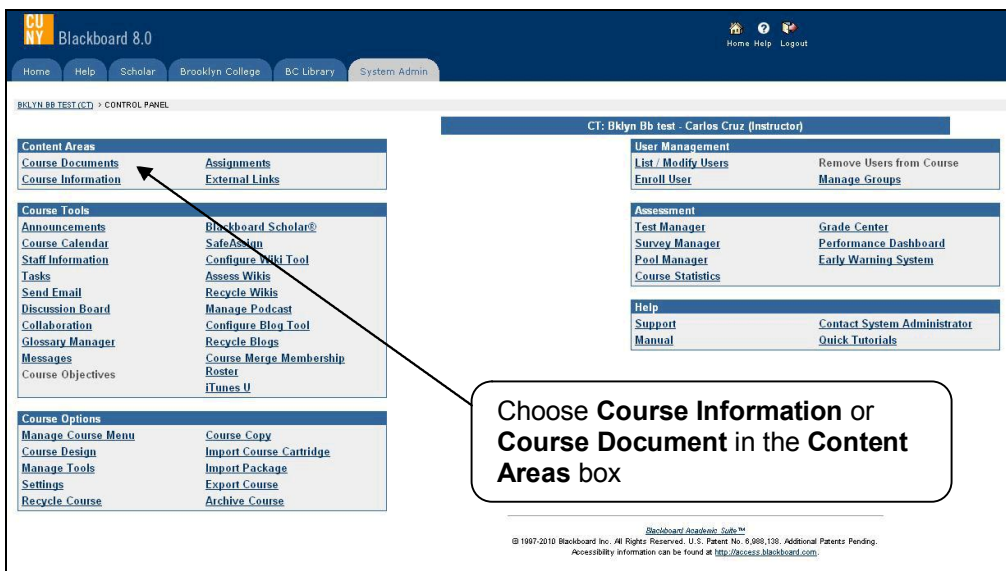 CU
NY Blackboard 8.0
Home Help Logout
Home Help Scholar Brooklyn College BC Library System Admin
BKLYN BB TEST (CT) > CONTROL PANEL
CT: Bklyn Bb test - Carlos Cruz (Instructor)
Content Areas
Course Documents Assignments
Course Information External Links
Course Tools
Announcements Blackboard Scholar®
Course Calendar SafeAssign
Staff Information Configure Wiki Tool
Tasks Assess Wikis
Send Email Recycle Wikis
Discussion Board Manage Podcast
Collaboration Configure Blog Tool
Glossary Manager Recycle Blogs
Messages Course Merge Membership
Course Objectives Roster
iTunes U
Course Options
Manage Course Menu Course Copy
Course Design Import Course Cartridge
Manage Tools Import Package
Settings Export Course
Recycle Course Archive Course
User Management
List / Modify Users Remove Users from Course
Enroll User Manage Groups
Assessment
Test Manager Grade Center
Survey Manager Performance Dashboard
Pool Manager Early Warning System
Course Statistics
Help
Support Contact System Administrator
Manual Quick Tutorials
Choose Course Information or
Course Document in the Content
Areas box
Blackboard Academic Suite™
© 1997-2010 Blackboard Inc. All Rights Reserved. U.S. Patent No. 6,988,138. Additional Patents Pending.
Accessibility information can be found at http://access.blackboard.com.